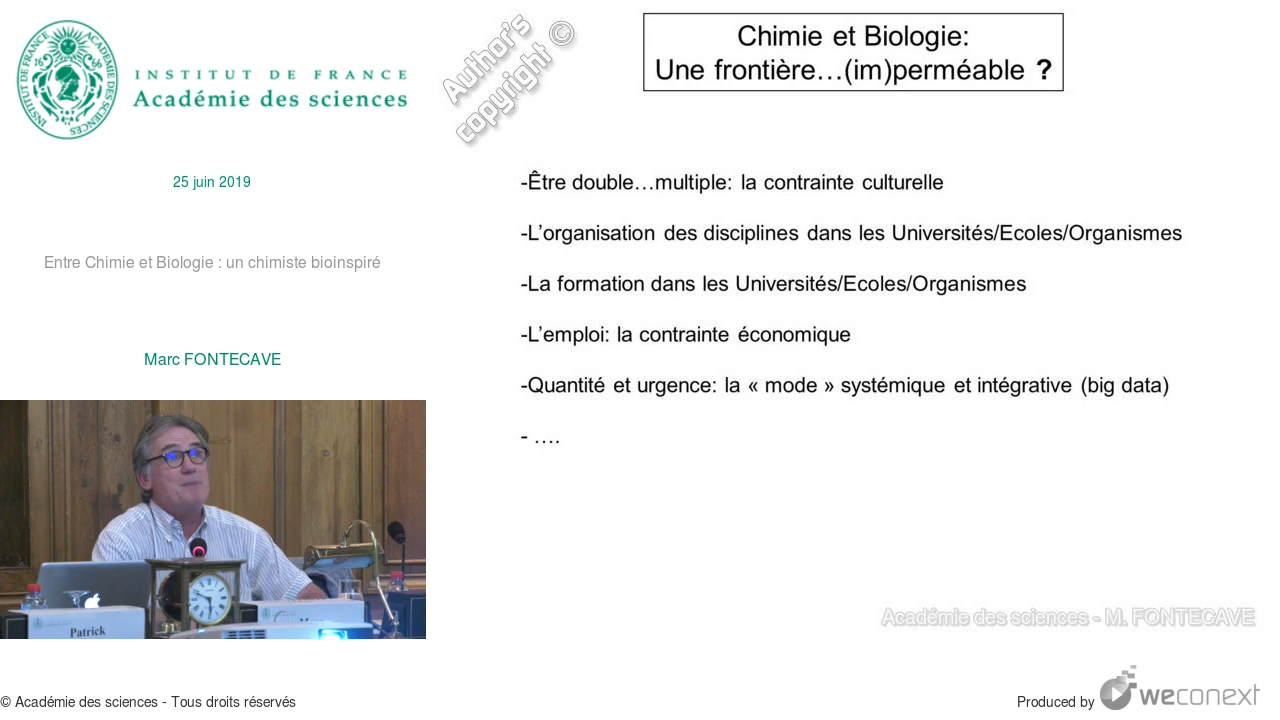 INSTITUT DE FRANCE
Académie des sciences
25 juin 2019
Entre Chimie et Biologie : un chimiste bioinspiré
Marc FONTECAVE
Patrick
Author's
copyright ©
Chimie et Biologie:
Une frontière…(im)perméable ?
-Être double…multiple: la contrainte culturelle
-L’organisation des disciplines dans les Universités/Ecoles/Organismes
-La formation dans les Universités/Ecoles/Organismes
-L’emploi: la contrainte économique
-Quantité et urgence: la « mode » systémique et intégrative (big data)
- ….
Académie des sciences - M. FONTECAVE
© Académie des sciences - Tous droits réservés
Produced by weconext